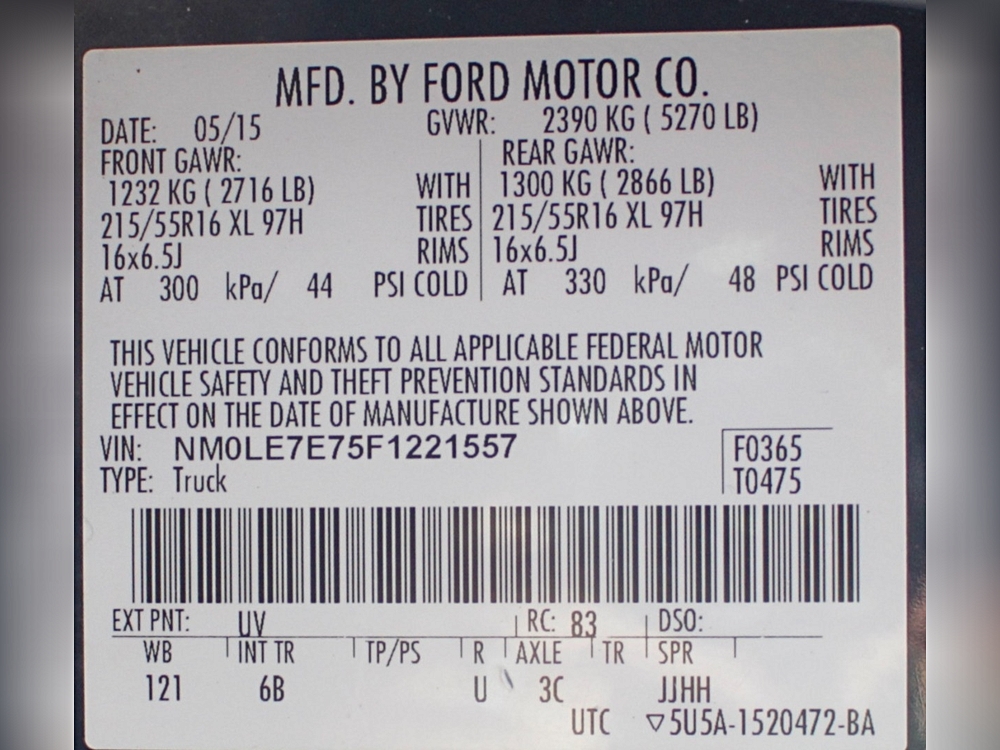 MFD. BY FORD MOTOR CO.
DATE: 05/15 GVWR: 2390 KG ( 5270 LB)
FRONT GAWR: REAR GAWR:
1232 KG ( 2716 LB) WITH 1300 KG ( 2866 LB) WITH
215/55R16 XL 97H TIRES 215/55R16 XL 97H TIRES
16x6.5J RIMS 16x6.5J RIMS
AT 300 kPa/ 44 PSI COLD AT 330 kPa/ 48 PSI COLD
THIS VEHICLE CONFORMS TO ALL APPLICABLE FEDERAL MOTOR
VEHICLE SAFETY AND THEFT PREVENTION STANDARDS IN
EFFECT ON THE DATE OF MANUFACTURE SHOWN ABOVE.
VIN: NM0LE7E75F1221557 F0365
TYPE: Truck T0475
EXT PNT: UV RC: 83 DSO:
WB INT TR TP/PS R AXLE TR SPR
121 6B U 3C JJHH
UTC ▽5U5A-1520472-BA